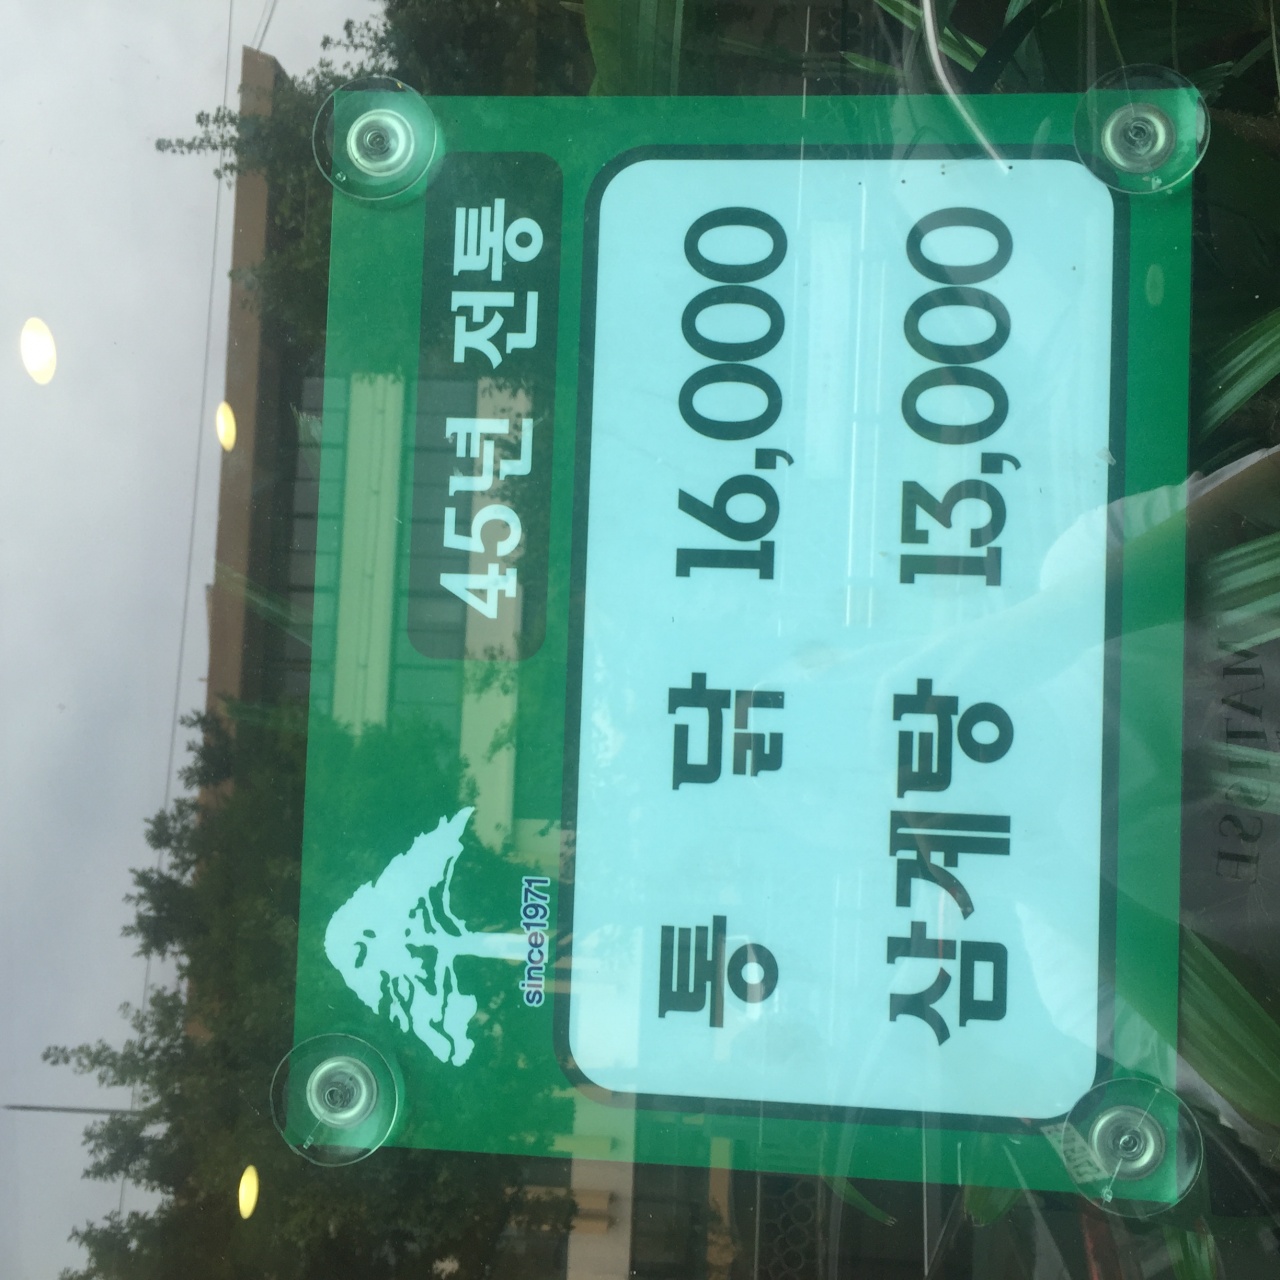 45년 전통
since1971
통 닭 16,000
삼계탕 13,000